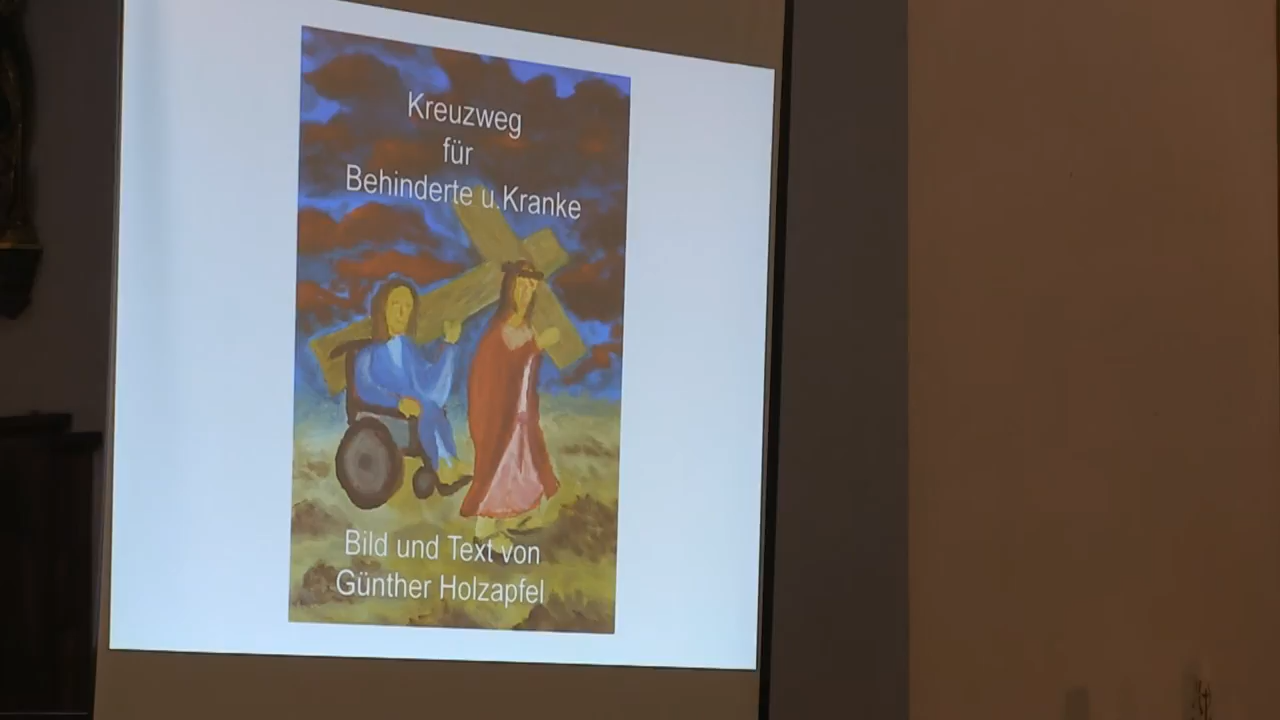 Kreuzweg
für
Behinderte u.Kranke
Bild und Text von
Günther Holzapfel